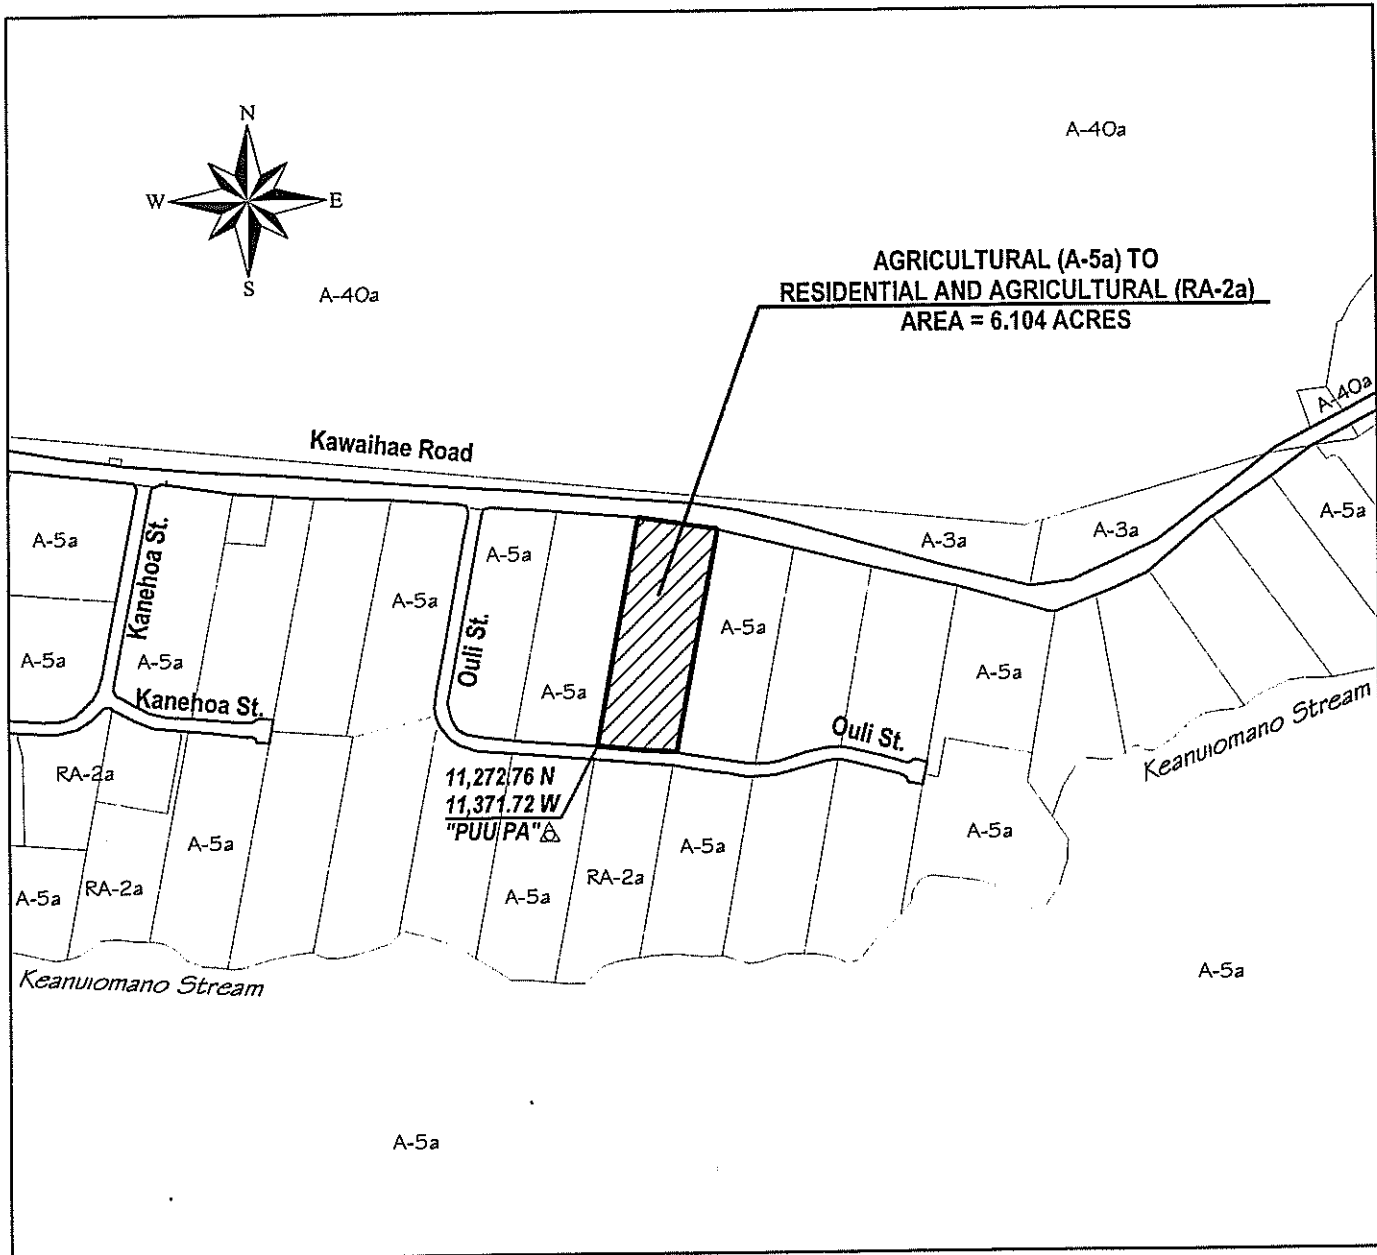 N
A-40a
W
E
S
A-40a
AGRICULTURAL (A-5a) TO
RESIDENTIAL AND AGRICULTURAL (RA-2a)
AREA = 6.104 ACRES
A-40a
Kawaihae Road
A-5a
Kanehoa St.
A-5a
A-5a
A-3a
A-3a
A-5a
A-5a
A-5a
Ouli St.
A-5a
A-5a
A-5a
A-5a
Kanehoa St.
Ouli St.
Keanuiomano Stream
RA-2a
11,272.76 N
11,371.72 W
"PUU PA"
A-5a
A-5a
A-5a
A-5a
RA-2a
A-5a
RA-2a
Keanuiomano Stream
A-5a
A-5a